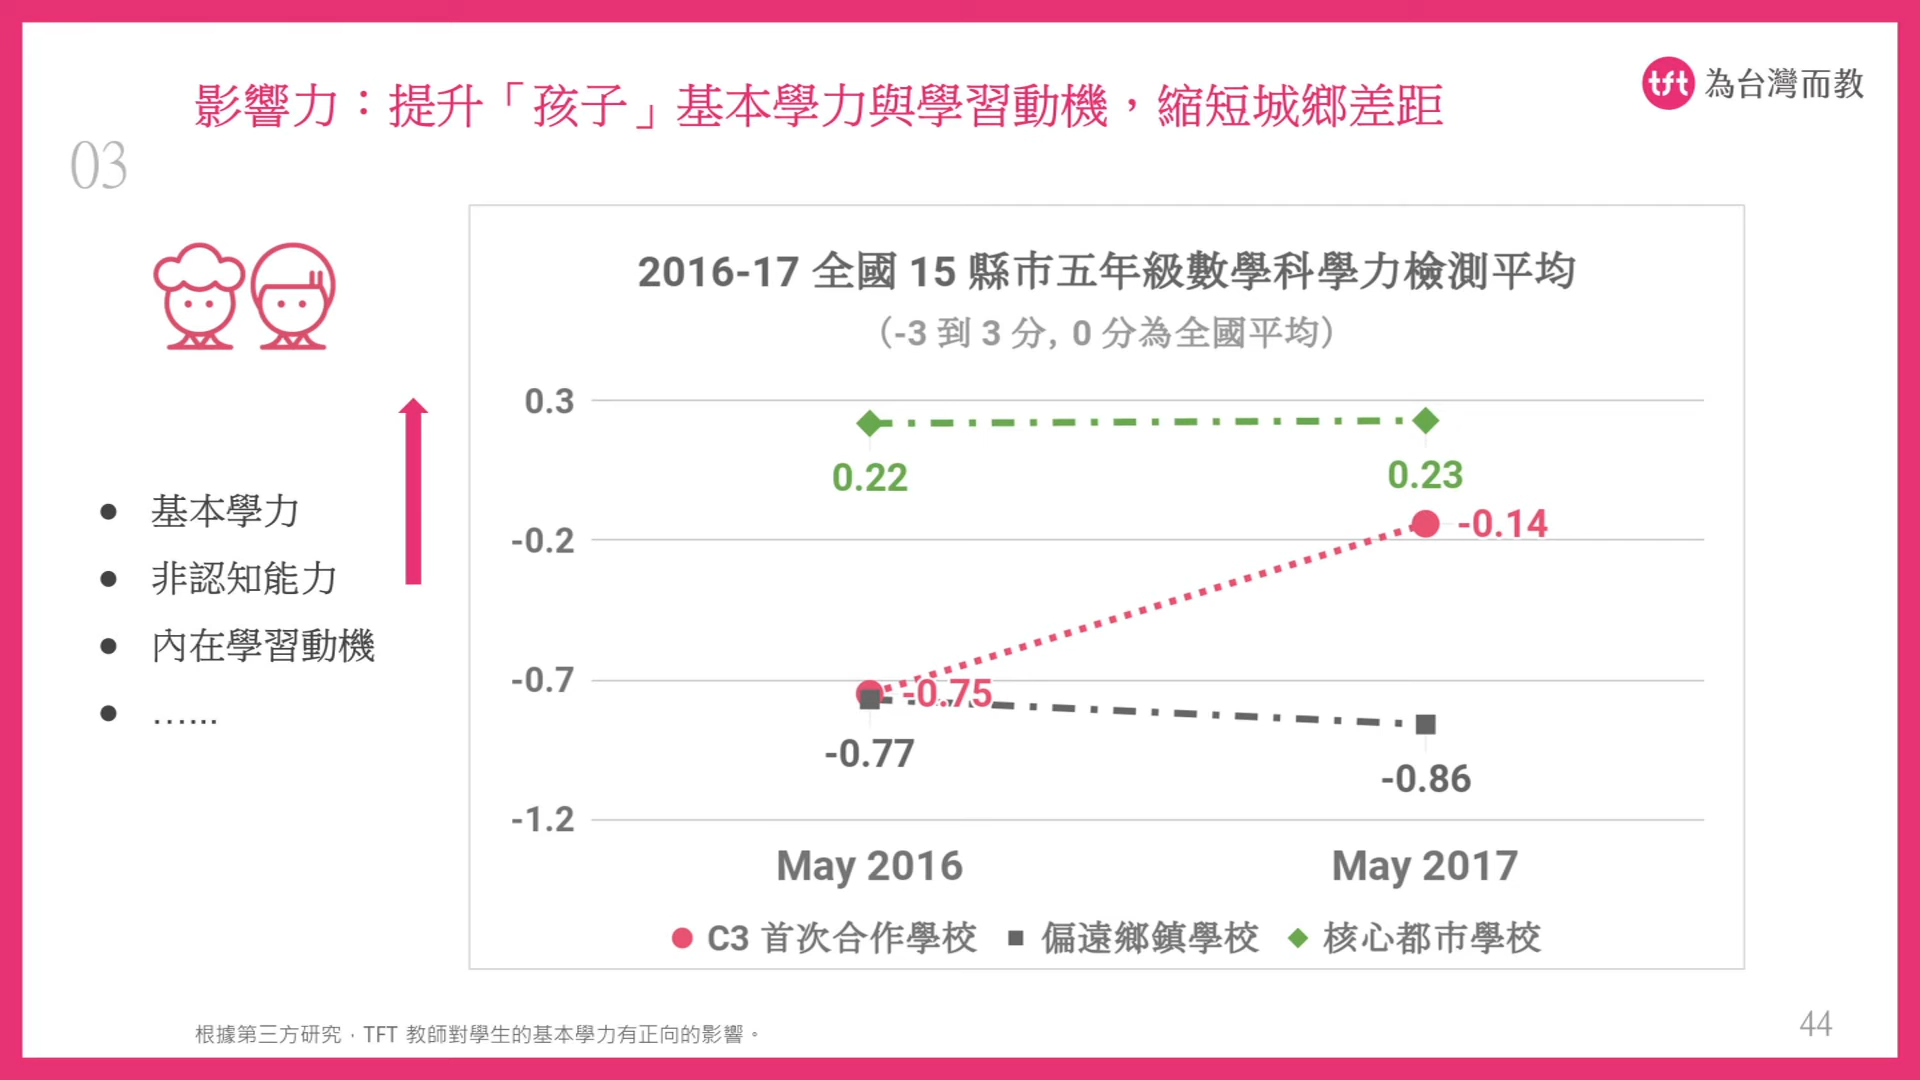 影響力：提升「孩子」基本學力與學習動機，縮短城鄉差距
tft 為台灣而教
03
● 基本學力
● 非認知能力
● 內在學習動機
● …...
2016-17 全國 15 縣市五年級數學科學力檢測平均
（-3 到 3 分, 0 分為全國平均）
0.3
0.22
0.23
-0.14
-0.2
-0.7
-0.75
-0.77
-0.86
-1.2
May 2016
May 2017
C3 首次合作學校
偏遠鄉鎮學校
核心都市學校
根據第三方研究，TFT 教師對學生的基本學力有正向的影響。
44